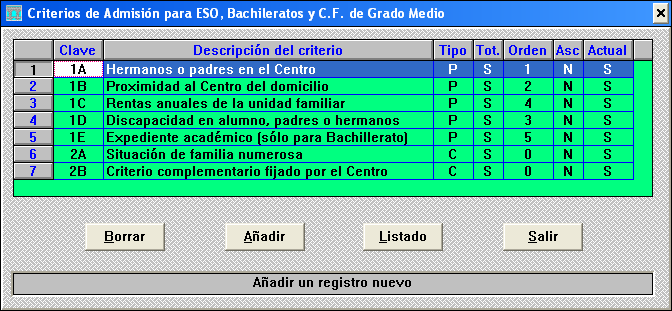 Criterios de Admisión para ESO, Bachileratos y C.F. de Grado Medio
Clave Descripción del criterio Tipo Tot. Orden Asc Actual
1 1A Hermanos o padres en el Centro P S 1 N S
2 1B Proximidad al Centro del domicilio P S 2 N S
3 1C Rentas anuales de la unidad familiar P S 4 N S
4 1D Discapacidad en alumno, padres o hermanos P S 3 N S
5 1E Expediente académico (sólo para Bachillerato) P S 5 N S
6 2A Situación de familia numerosa C S 0 N S
7 2B Criterio complementario fijado por el Centro C S 0 N S
Borrar Añadir Listado Salir
Añadir un registro nuevo